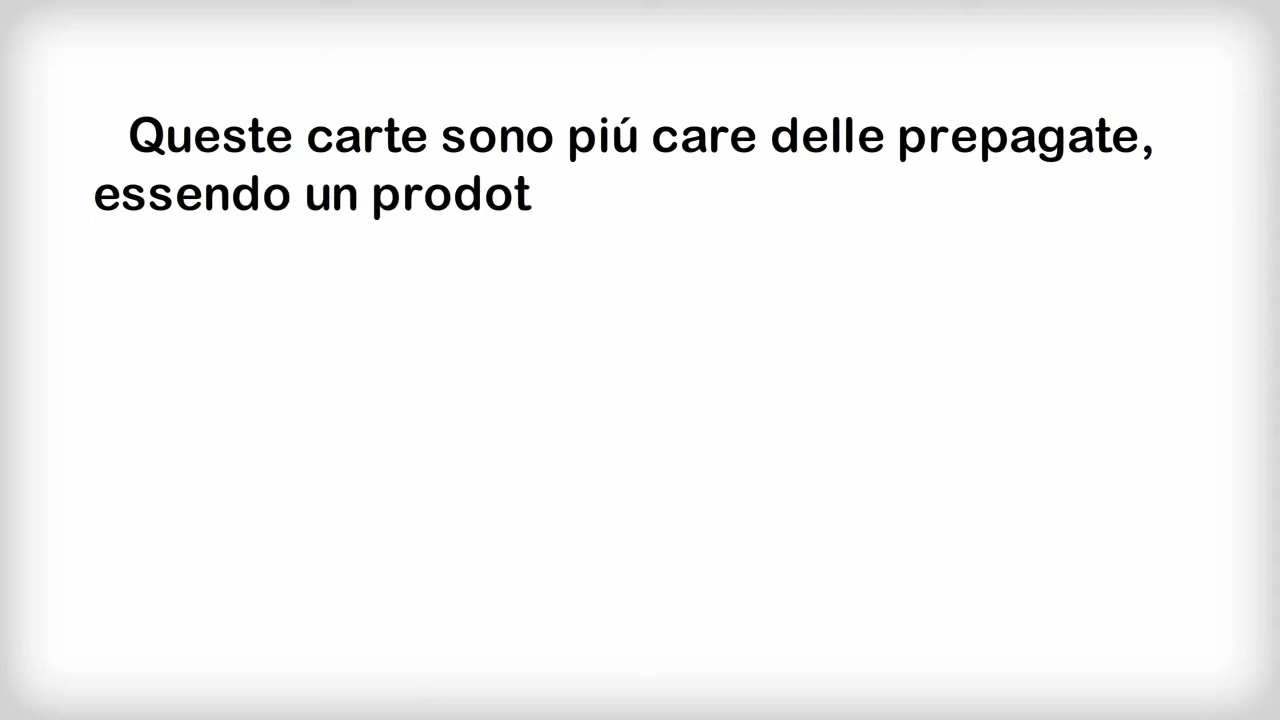 Queste carte sono piú care delle prepagate,
essendo un prodot